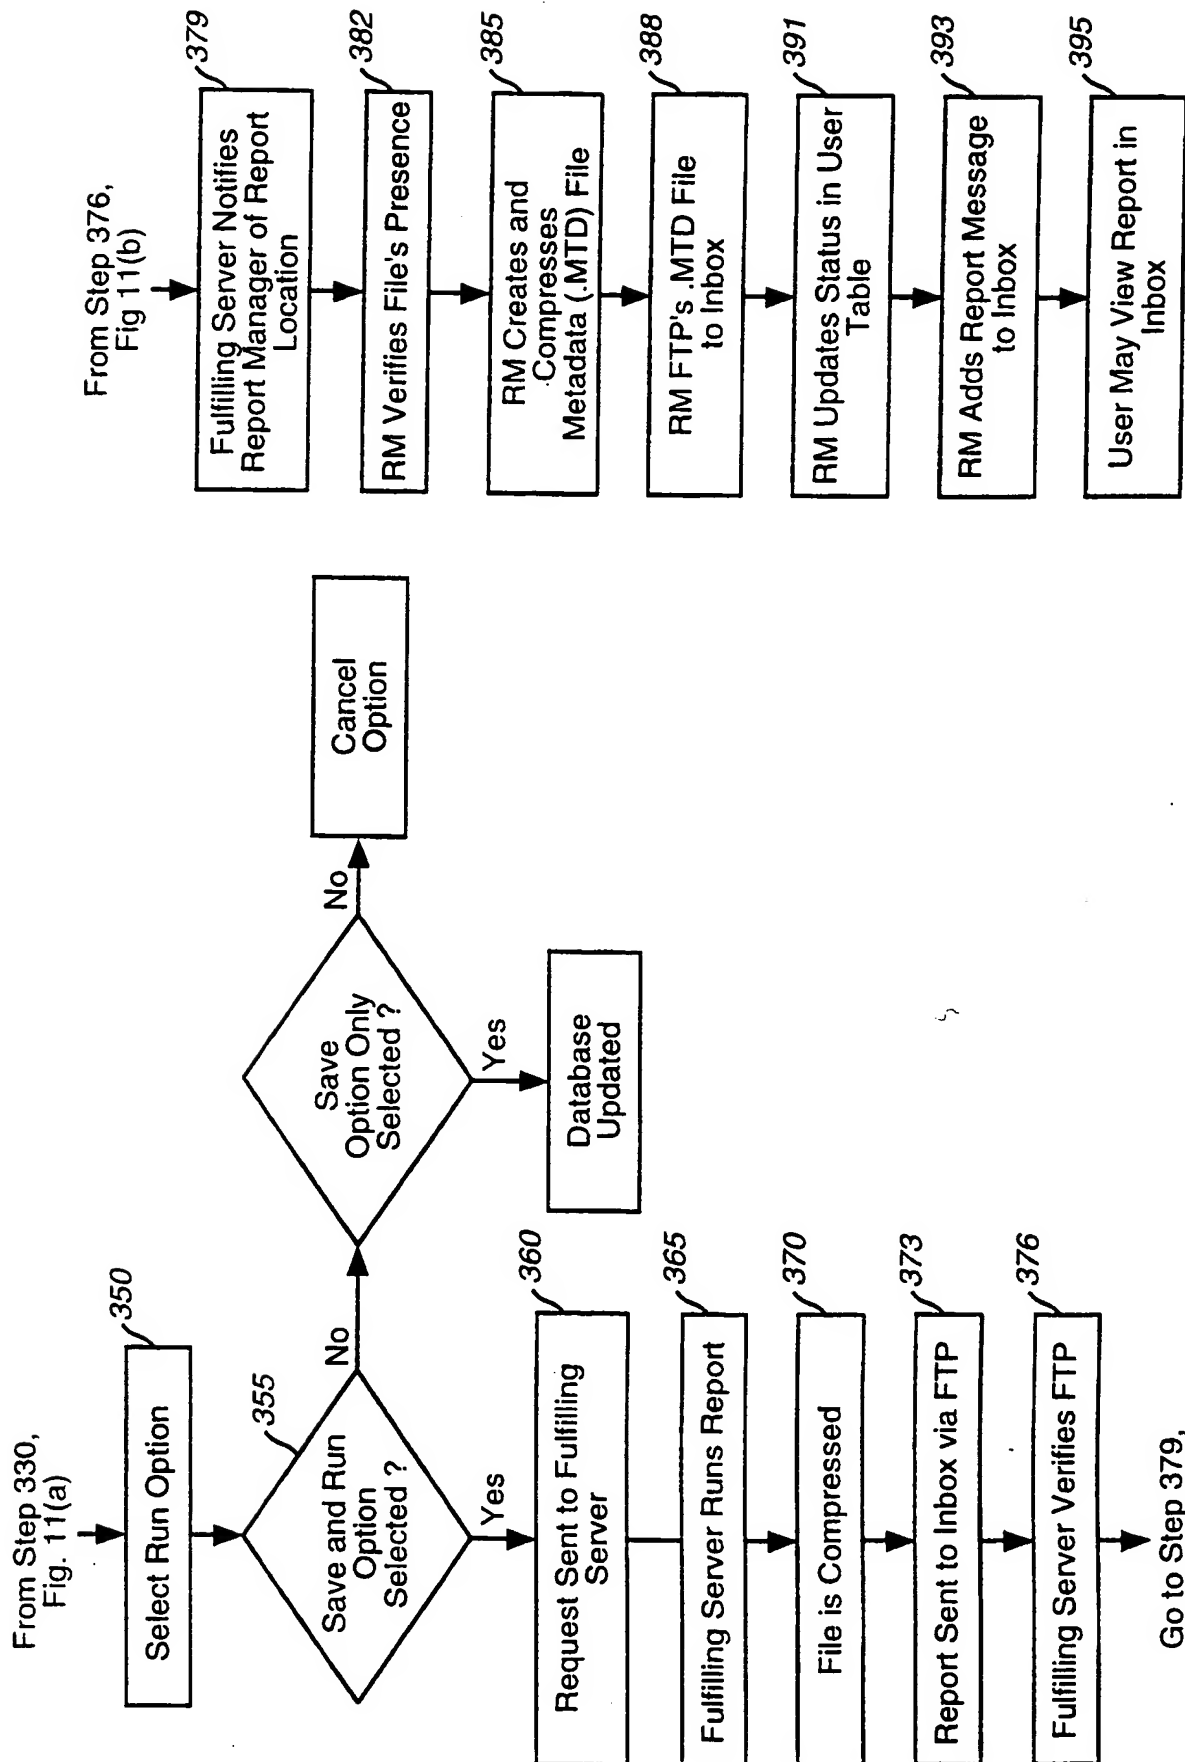 From Step 330,
Fig. 11(a)
350
Select Run Option
355
Save and Run
Option
Selected ?
No
Yes
Save
Option Only
Selected ?
No
Cancel
Option
Yes
Database
Updated
360
Request Sent to Fulfilling
Server
365
Fulfilling Server Runs Report
370
File is Compressed
373
Report Sent to Inbox via FTP
376
Fulfilling Server Verifies FTP
Go to Step 379,
From Step 376,
Fig 11(b)
379
Fulfilling Server Notifies
Report Manager of Report
Location
382
RM Verifies File's Presence
385
RM Creates and
Compresses
Metadata (.MTD) File
388
RM FTP's .MTD File
to Inbox
391
RM Updates Status in User
Table
393
RM Adds Report Message
to Inbox
395
User May View Report in
Inbox